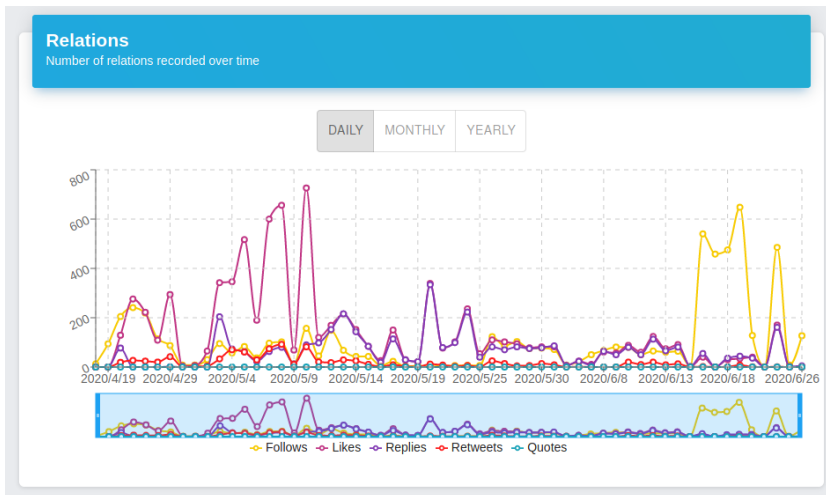 Relations
Number of relations recorded over time
DAILY MONTHLY YEARLY
800
600
400
200
0
2020/4/19 2020/4/29 2020/5/4 2020/5/9 2020/5/14 2020/5/19 2020/5/25 2020/5/30 2020/6/8 2020/6/13 2020/6/18 2020/6/26
Follows Likes Replies Retweets Quotes